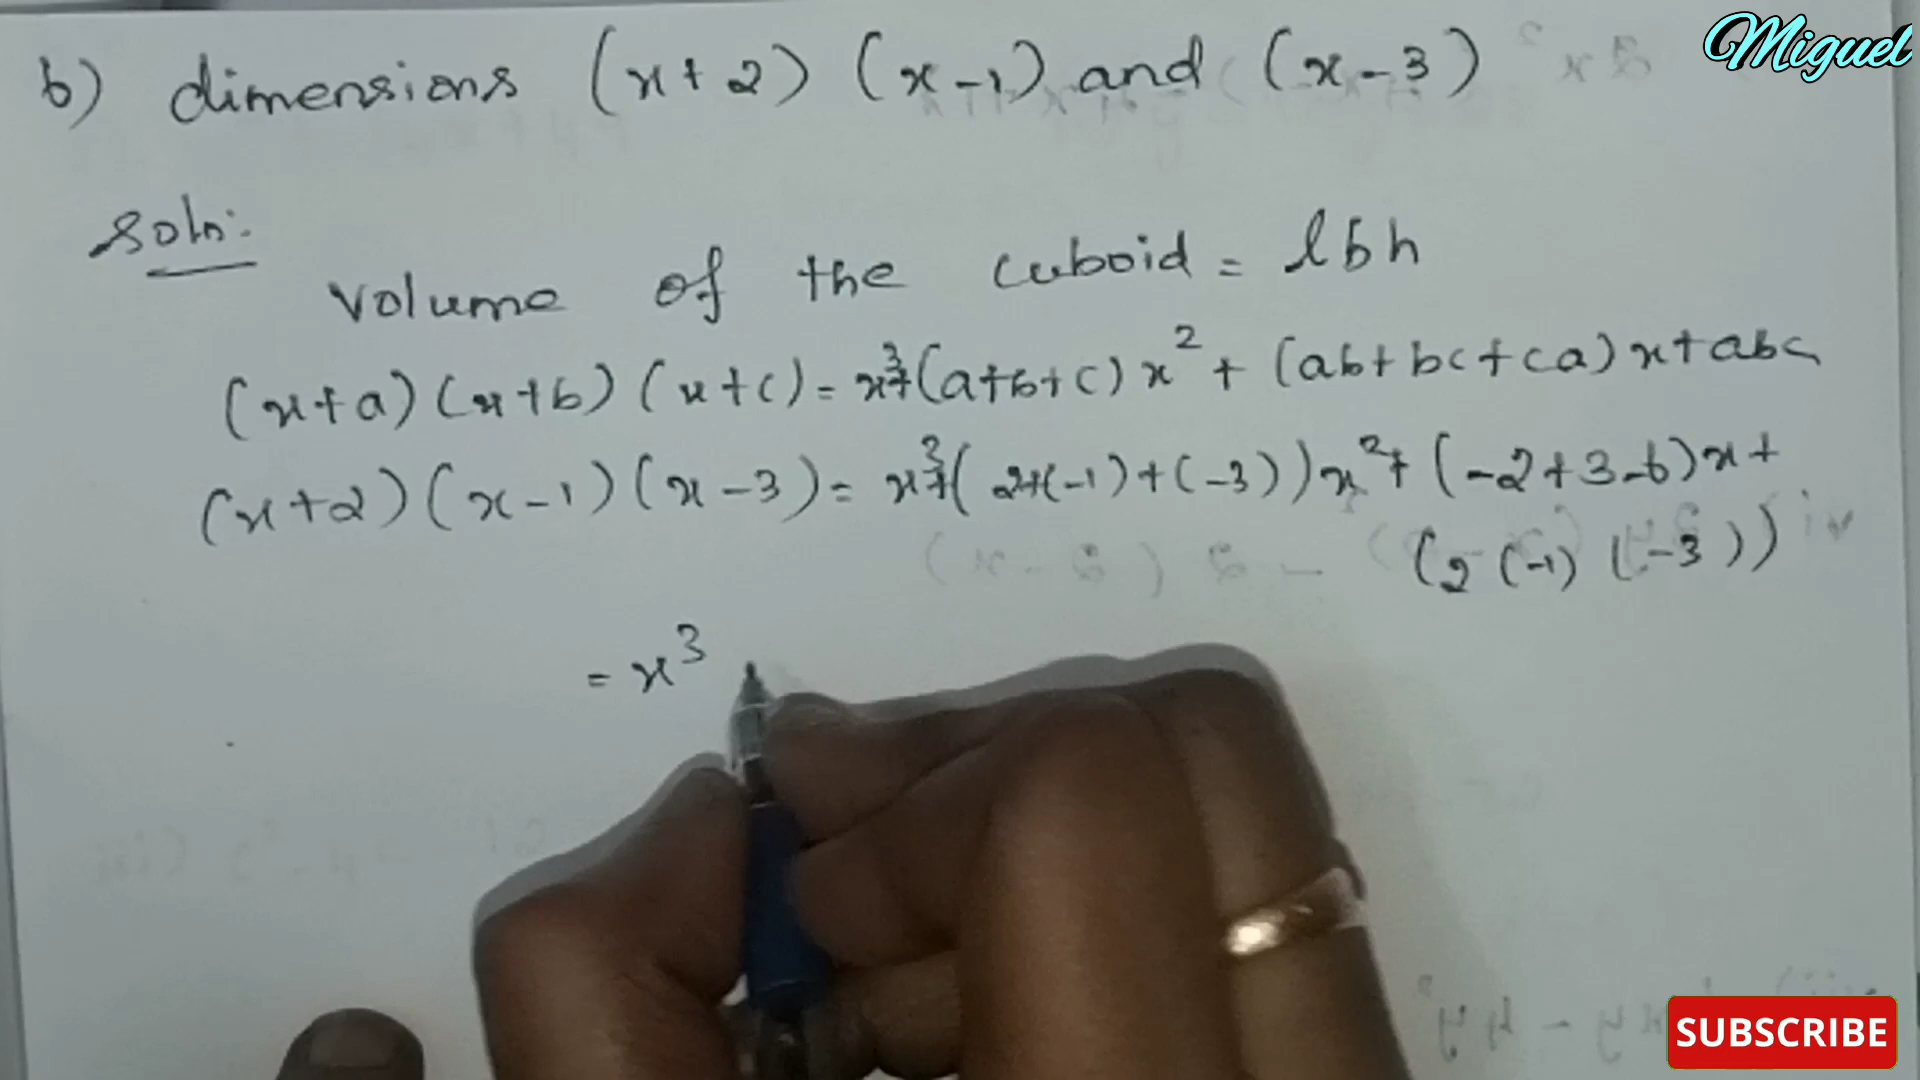 Miguel
b) dimensions (x+2) (x-1) and (x-3)
Soln:
Volume of the cuboid = lbh
(x+a)(x+b)(x+c) = x³+(a+b+c)x² + (ab+bc+ca)x+abc
(x+2)(x-1)(x-3) = x³+(2+(-1)+(-3))x²+(-2+3-6)x+
(2(-1)(-3))
= x³
SUBSCRIBE